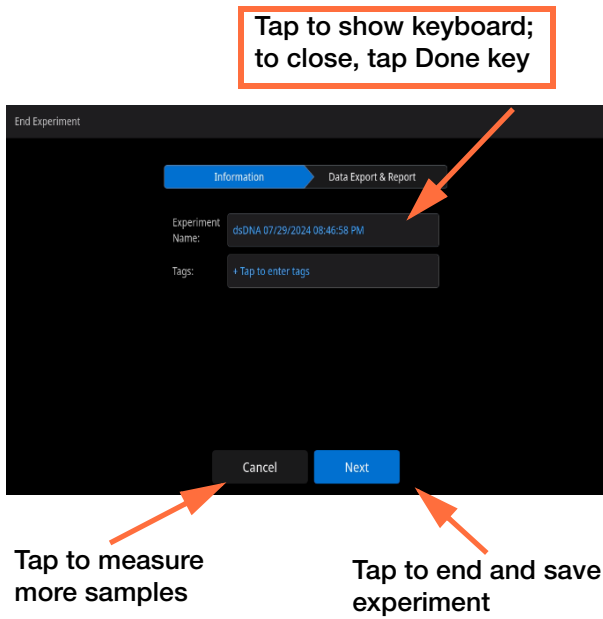 Tap to show keyboard;
to close, tap Done key
End Experiment
Information
Data Export & Report
Experiment
Name:
dsDNA 07/29/2024 08:46:58 PM
Tags:
+ Tap to enter tags
Cancel
Next
Tap to measure
more samples
Tap to end and save
experiment